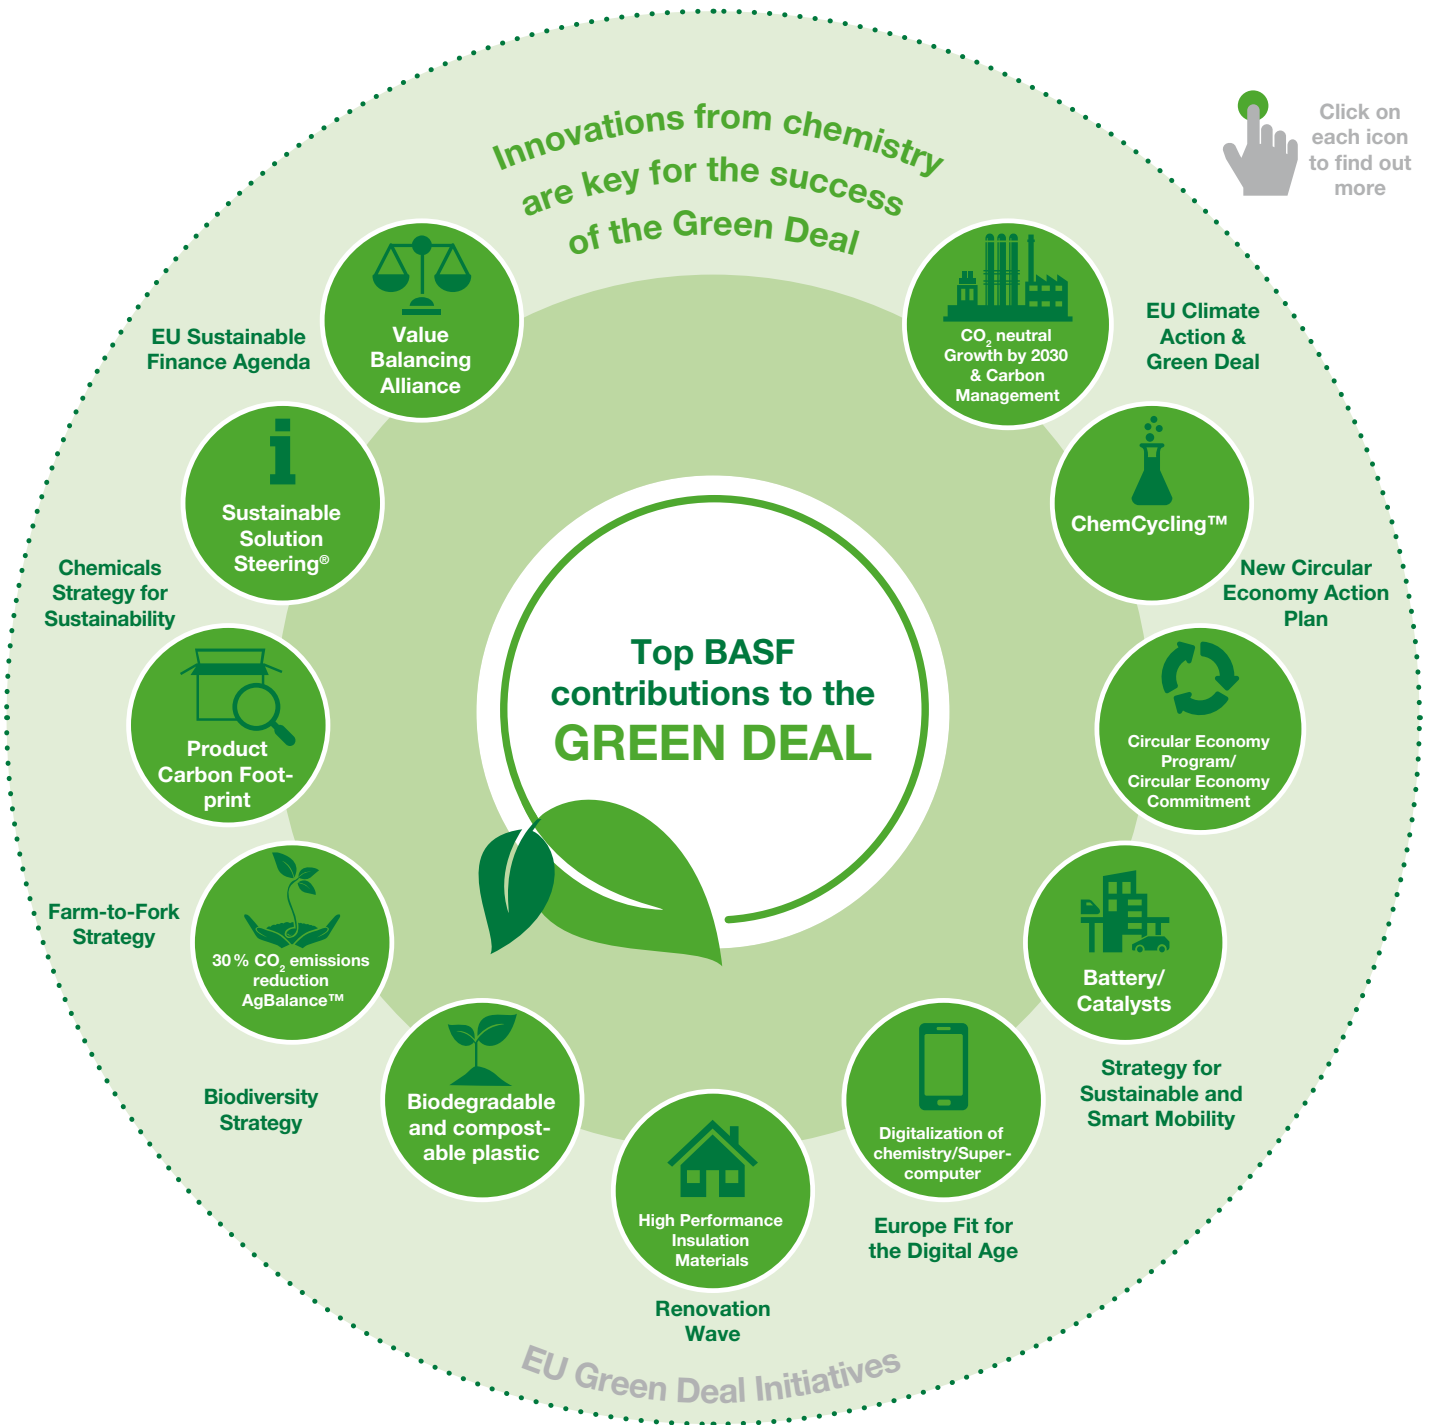 Innovations from chemistry
are key for the success
of the Green Deal
Click on
each icon
to find out
more
Top BASF
contributions to the
GREEN DEAL
CO₂ neutral
Growth by 2030
& Carbon
Management
EU Climate
Action &
Green Deal
ChemCycling™
New Circular
Economy Action
Plan
Circular Economy
Program/
Circular Economy
Commitment
Battery/
Catalysts
Strategy for
Sustainable and
Smart Mobility
Digitalization of
chemistry/Super-
computer
Europe Fit for
the Digital Age
High Performance
Insulation
Materials
Renovation
Wave
Biodegradable
and compost-
able plastic
Biodiversity
Strategy
30 % CO₂ emissions
reduction
AgBalance™
Farm-to-Fork
Strategy
Product
Carbon Foot-
print
Chemicals
Strategy for
Sustainability
Sustainable
Solution
Steering®
EU Sustainable
Finance Agenda
Value
Balancing
Alliance
EU Green Deal Initiatives